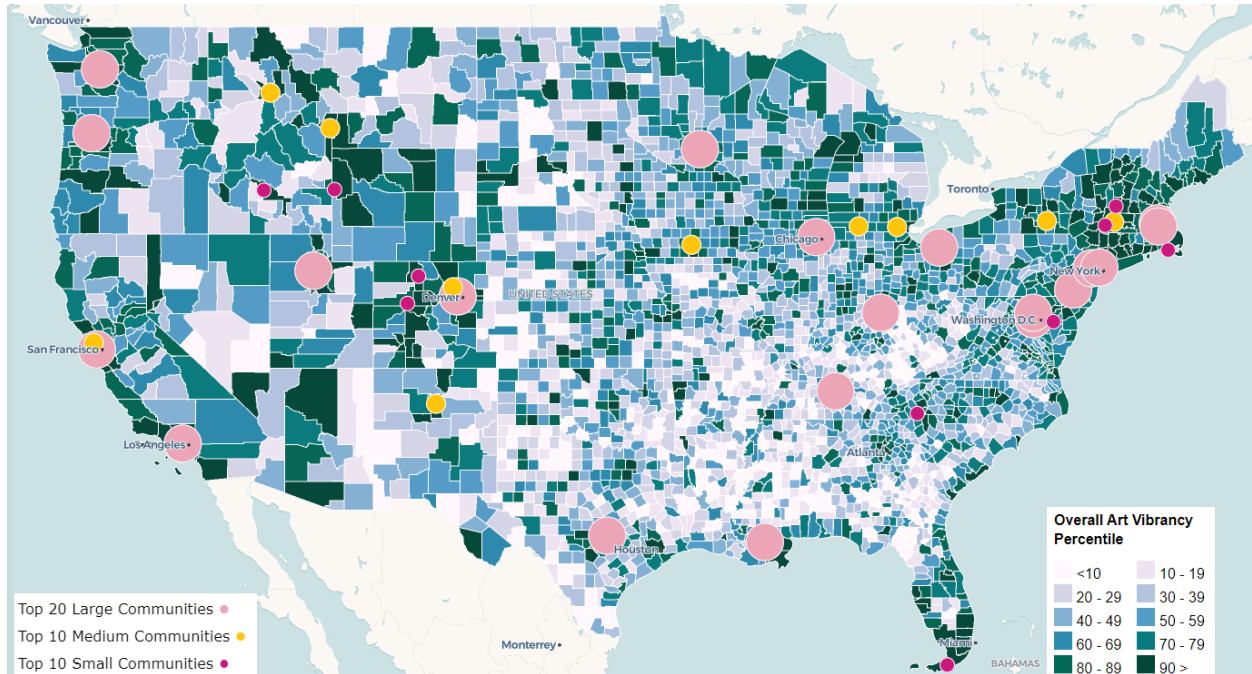 Vancouver
Toronto
Chicago
New York
Denver
UNITED STATES
Washington D.C.
San Francisco
Los Angeles
Atlanta
Houston
Monterrey
Miami
BAHAMAS
Top 20 Large Communities
Top 10 Medium Communities
Top 10 Small Communities
Overall Art Vibrancy
Percentile
<10 10 - 19
20 - 29 30 - 39
40 - 49 50 - 59
60 - 69 70 - 79
80 - 89 90 >